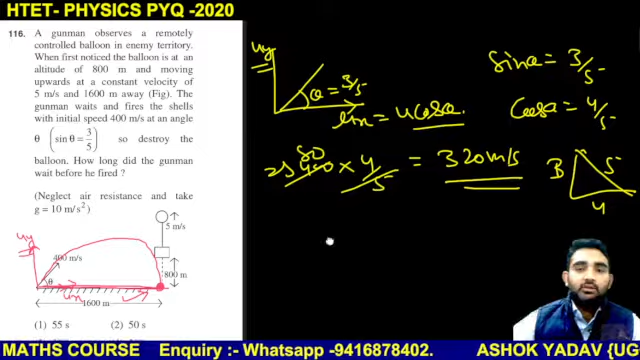 HTET- PHYSICS PYQ -2020
116. A gunman observes a remotely
controlled balloon in enemy territory.
When first noticed the balloon is at an
altitude of 800 m and moving
upwards at a constant velocity of
5 m/s and 1600 m away (Fig). The
gunman waits and fires the shells
with initial speed 400 m/s at an angle
θ (sin θ = 3/5) so destroy the
balloon. How long did the gunman
wait before he fired ?
(Neglect air resistance and take
g = 10 m/s²)
5 m/s
uy
400 m/s
θ
800 m
ux
1600 m
(1) 55 s (2) 50 s
uy
θ = 3/5
ux = u cosθ
sinθ = 3/5
cosθ = 4/5
80
400 × 4/5 = 320 m/s
B 5
4
MATHS COURSE Enquiry :- Whatsapp -9416878402. ASHOK YADAV {UG